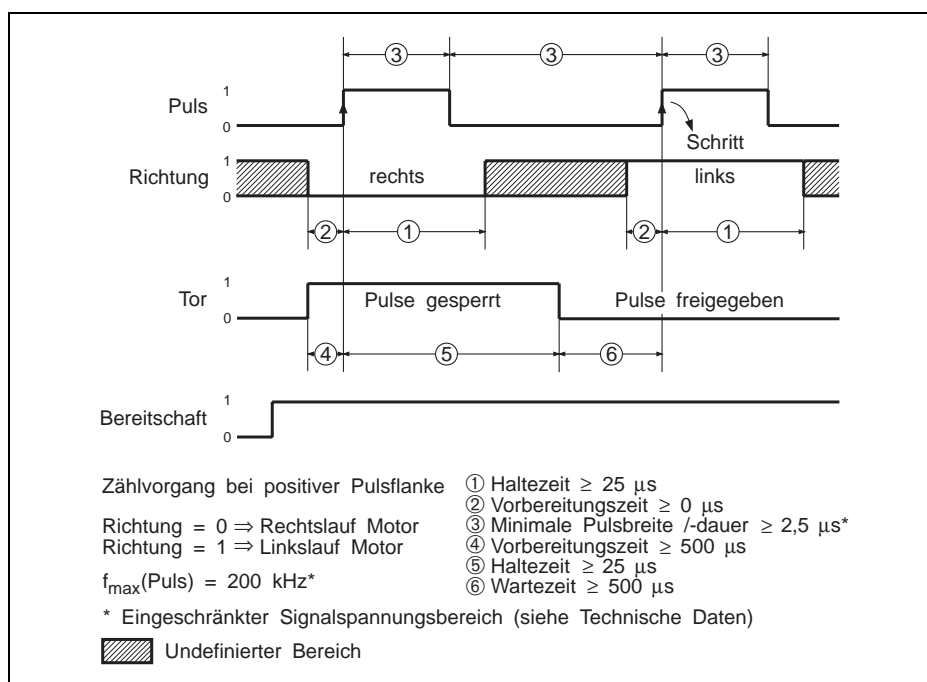 ③ ③ ③
1
Puls
0
Schritt
1
Richtung rechts links
0
② ① ② ①
1
Tor Pulse gesperrt Pulse freigegeben
0
④ ⑤ ⑥
1
Bereitschaft
0
Zählvorgang bei positiver Pulsflanke
Richtung = 0 ⇒ Rechtslauf Motor
Richtung = 1 ⇒ Linkslauf Motor
fmax(Puls) = 200 kHz*
① Haltezeit ≥ 25 µs
② Vorbereitungszeit ≥ 0 µs
③ Minimale Pulsbreite /-dauer ≥ 2,5 µs*
④ Vorbereitungszeit ≥ 500 µs
⑤ Haltezeit ≥ 25 µs
⑥ Wartezeit ≥ 500 µs
* Eingeschränkter Signalspannungsbereich (siehe Technische Daten)
Undefinierter Bereich